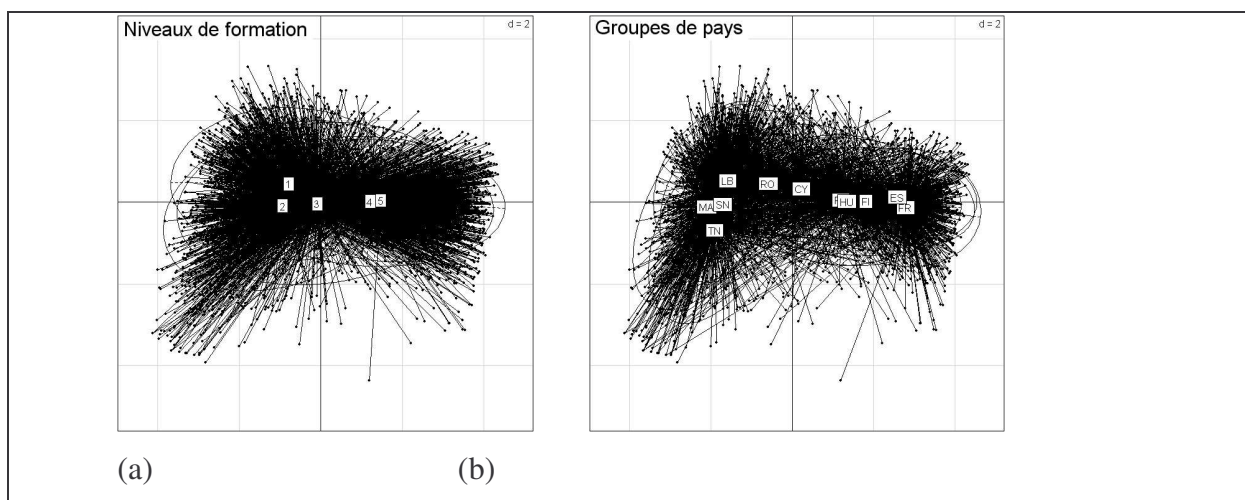 Niveaux de formation
d = 2
1
2
3
4
5
Groupes de pays
d = 2
LB
RO
CY
MA
SN
TN
HU
FI
ES
FR
(a)
(b)